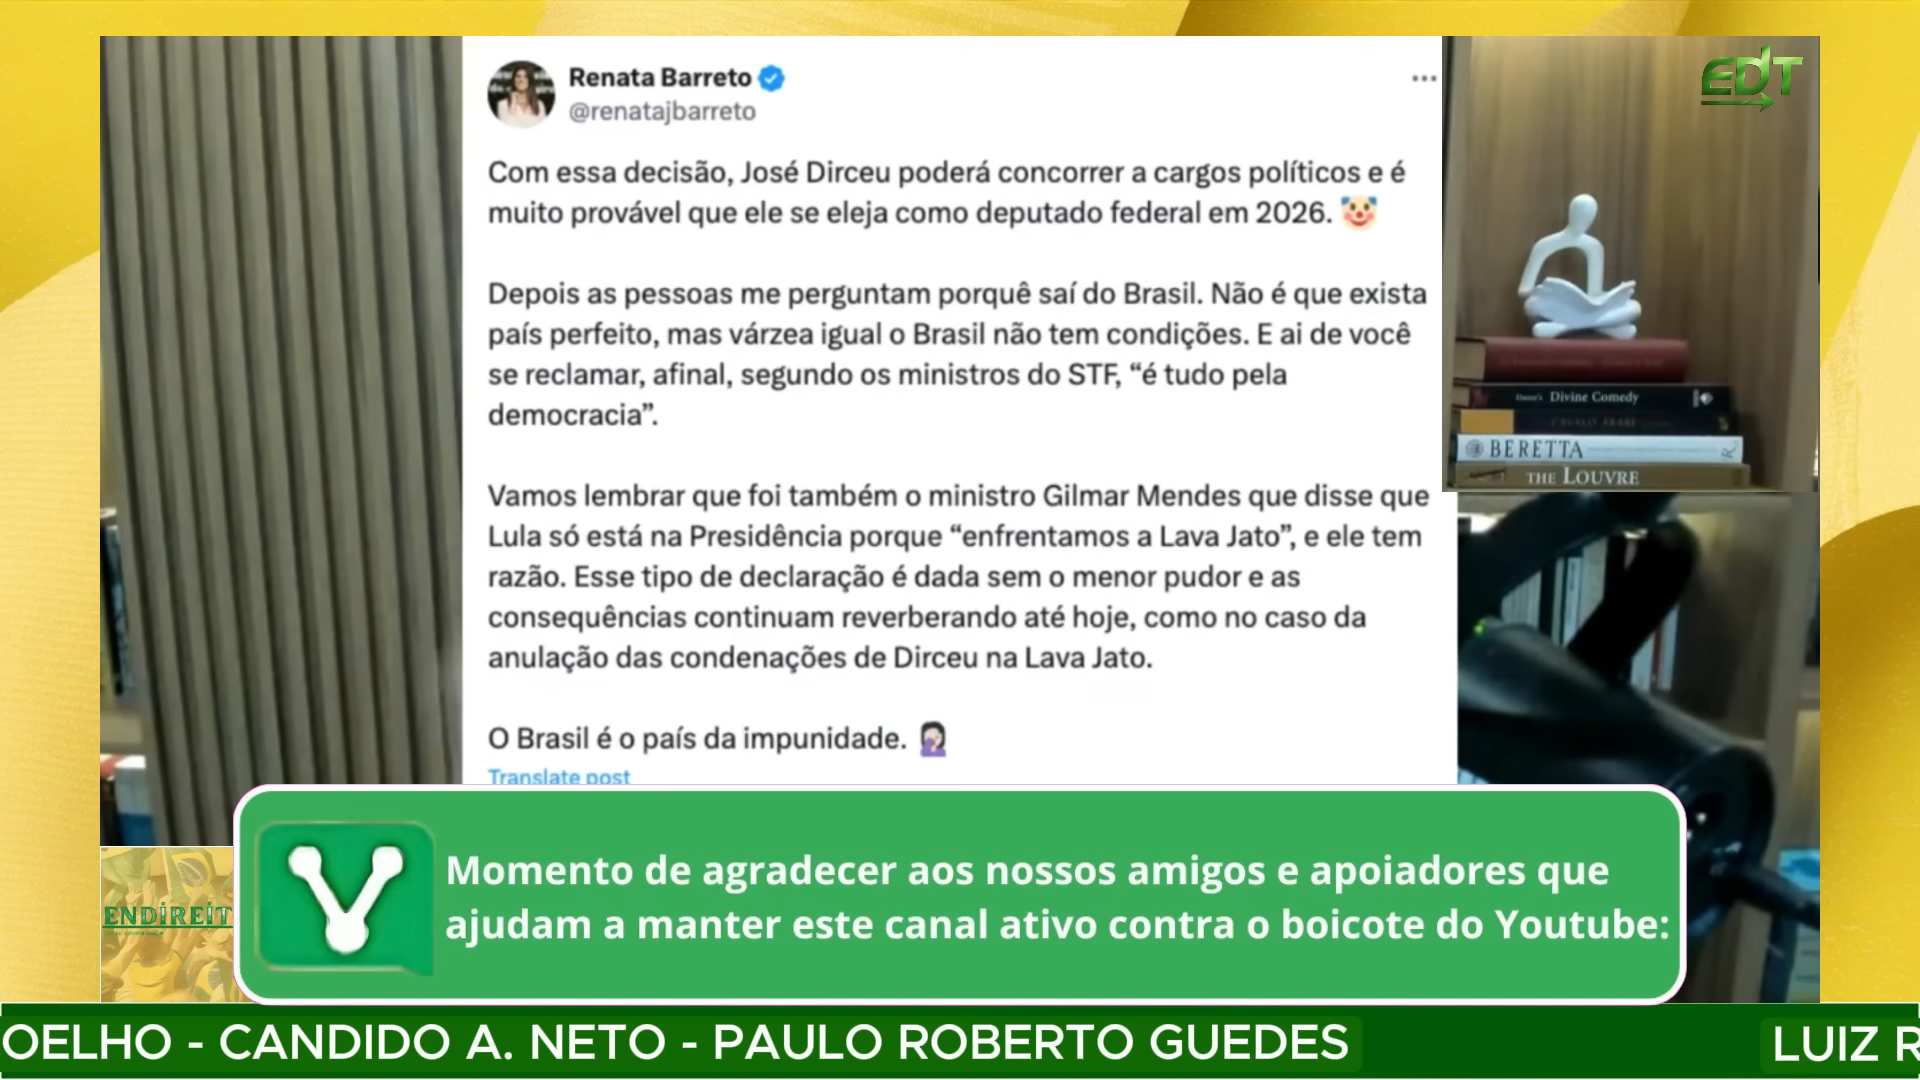 Renata Barreto
@renatajbarreto
EDT
Com essa decisão, José Dirceu poderá concorrer a cargos políticos e é
muito provável que ele se eleja como deputado federal em 2026. 🤡
Depois as pessoas me perguntam porquê saí do Brasil. Não é que exista
país perfeito, mas várzea igual o Brasil não tem condições. E ai de você
se reclamar, afinal, segundo os ministros do STF, “é tudo pela
democracia”.
Vamos lembrar que foi também o ministro Gilmar Mendes que disse que
Lula só está na Presidência porque “enfrentamos a Lava Jato”, e ele tem
razão. Esse tipo de declaração é dada sem o menor pudor e as
consequências continuam reverberando até hoje, como no caso da
anulação das condenações de Dirceu na Lava Jato.
O Brasil é o país da impunidade. 🤦🏻‍♀️
Translate post
Divine Comedy
BERETTA
THE LOUVRE
ENDIREIT
Momento de agradecer aos nossos amigos e apoiadores que
ajudam a manter este canal ativo contra o boicote do Youtube:
OELHO - CANDIDO A. NETO - PAULO ROBERTO GUEDES
LUIZ R